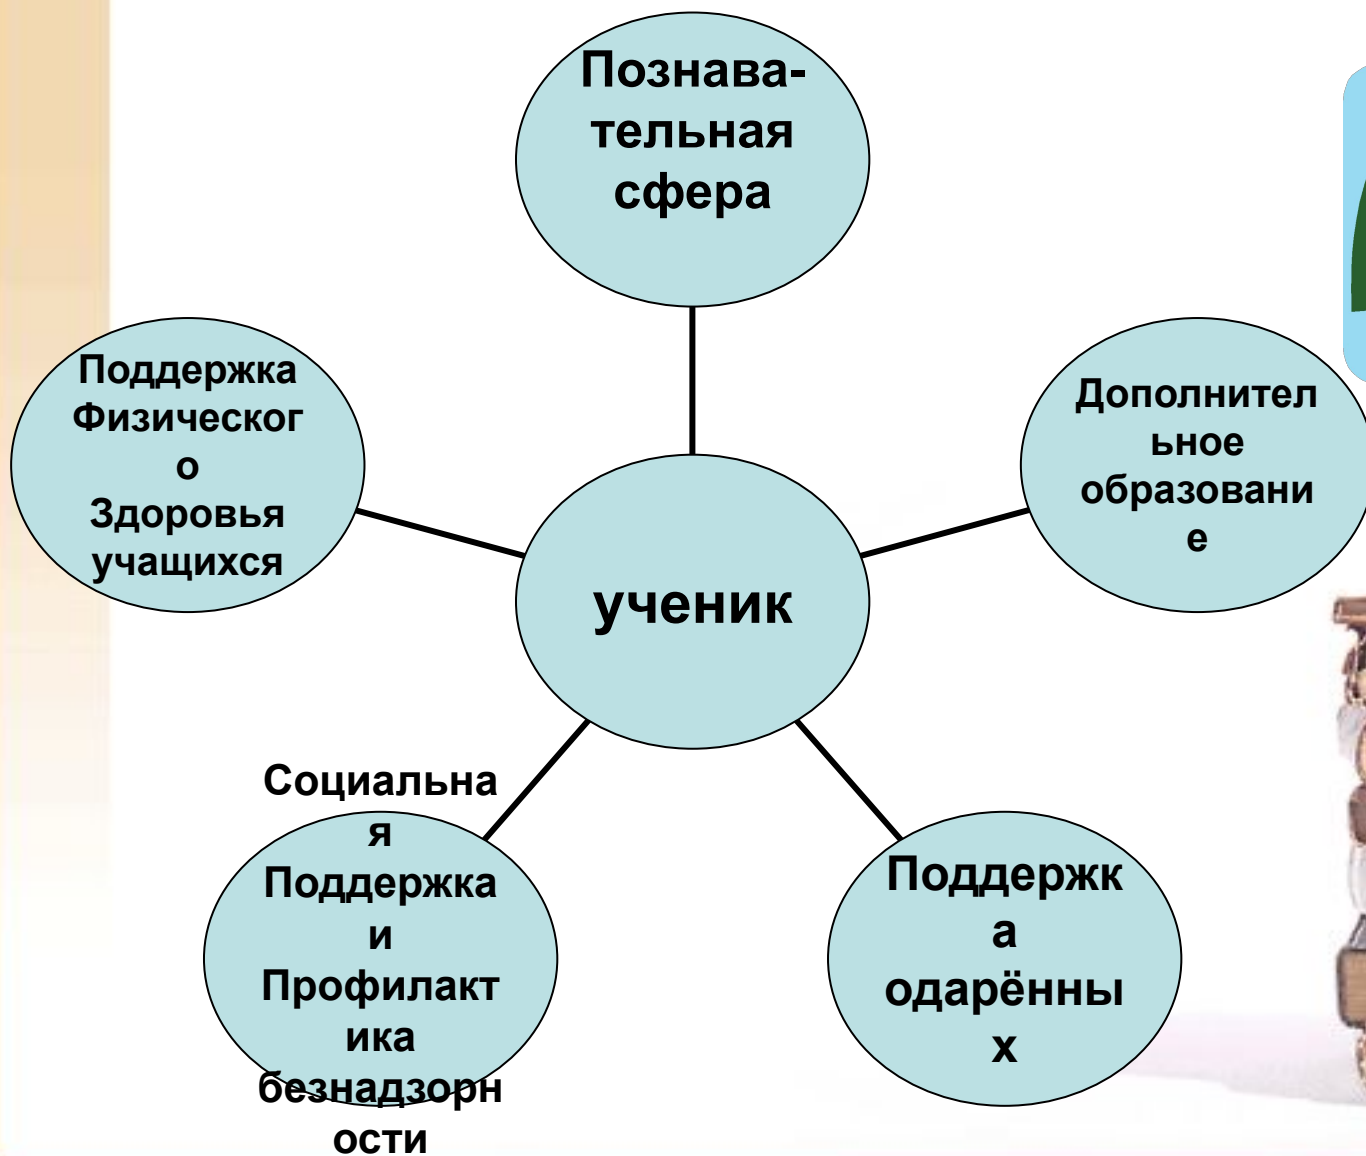 Познава-
тельная
сфера
Поддержка
Физическог
о
Здоровья
учащихся
Дополнител
ьное
образовани
е
ученик
Социальна
я
Поддержка
и
Профилакт
ика
безнадзорн
ости
Поддержк
а
одарённы
х